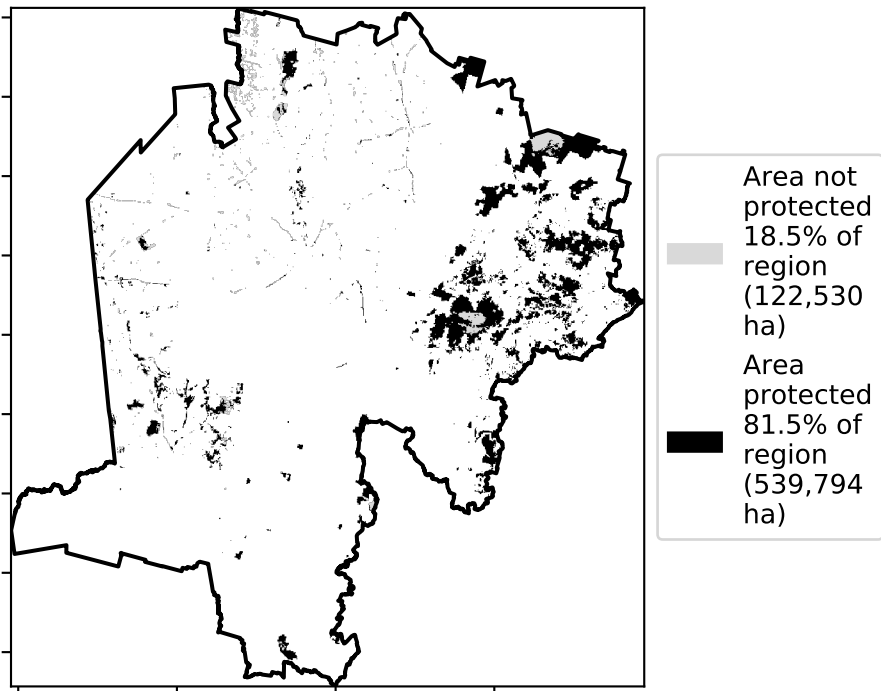 Area not
protected
18.5% of
region
(122,530
ha)
Area
protected
81.5% of
region
(539,794
ha)